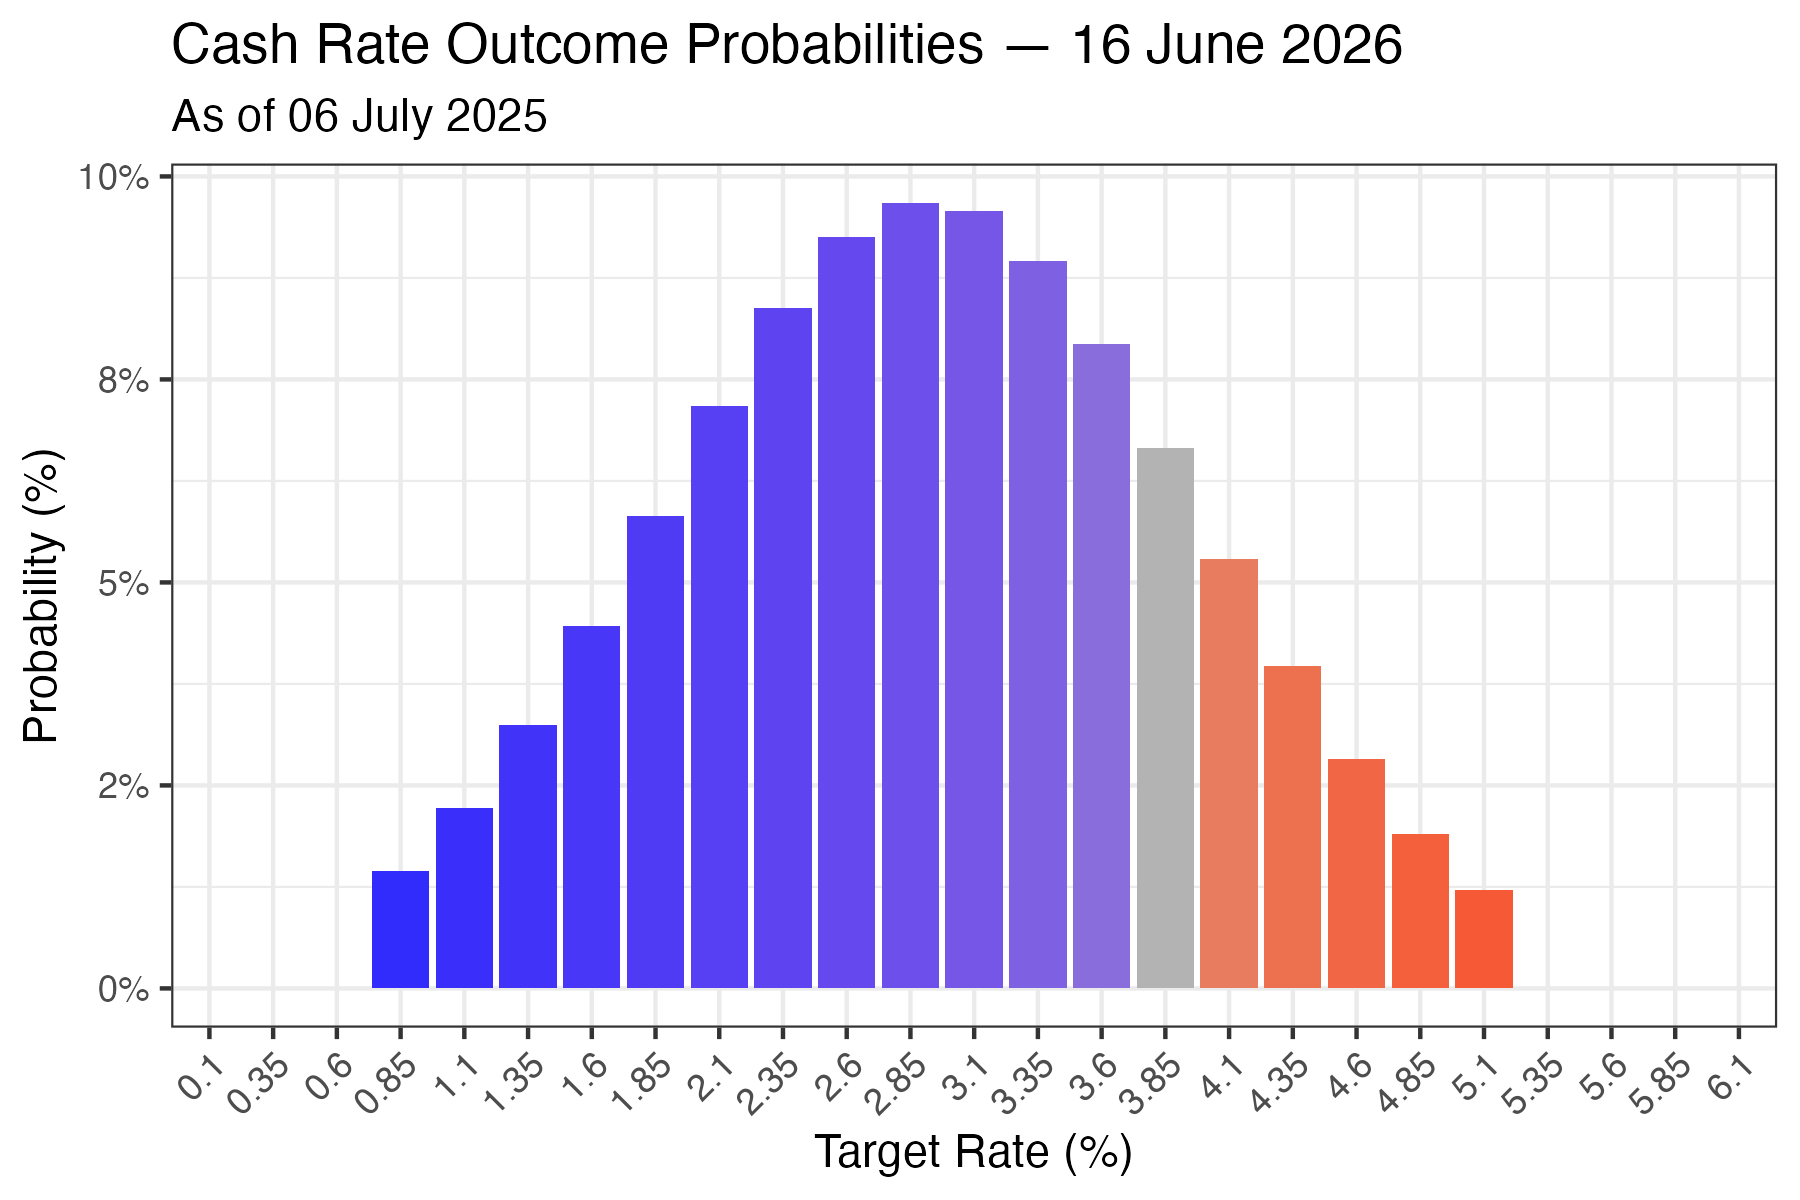 Cash Rate Outcome Probabilities — 16 June 2026
As of 06 July 2025
Probability (%)
10%
8%
5%
2%
0%
0.1 0.35 0.6 0.85 1.1 1.35 1.6 1.85 2.1 2.35 2.6 2.85 3.1 3.35 3.6 3.85 4.1 4.35 4.6 4.85 5.1 5.35 5.6 5.85 6.1
Target Rate (%)